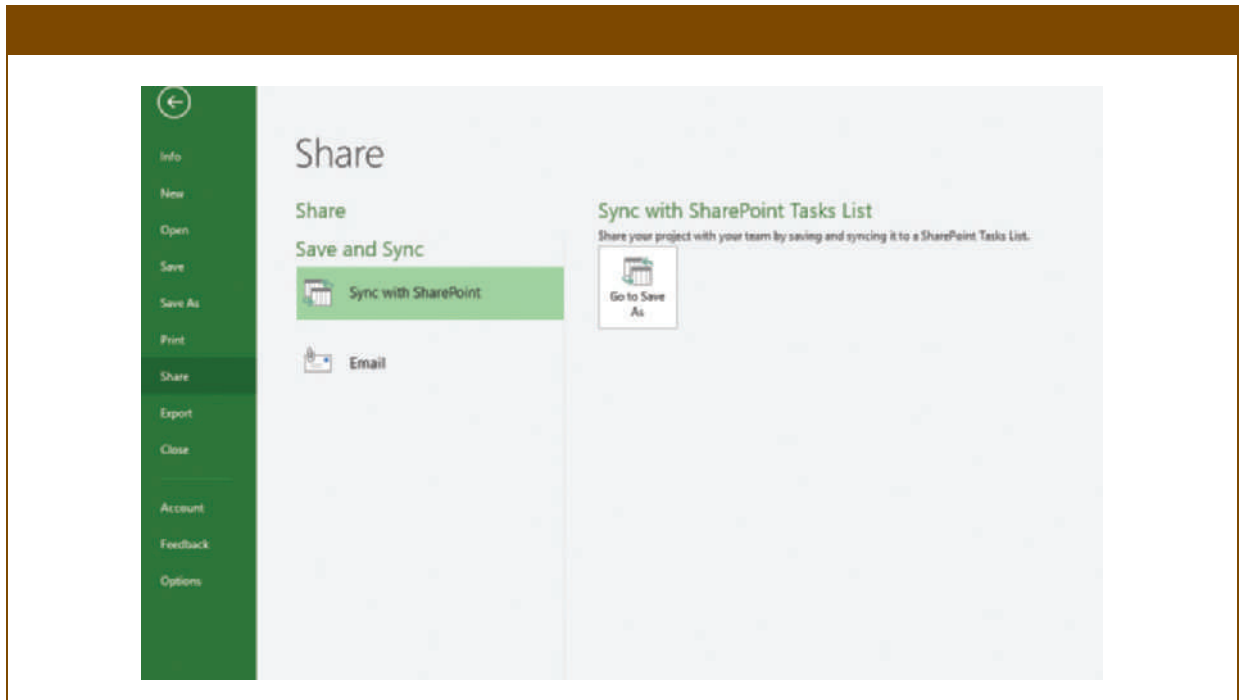 Info
New
Open
Save
Save As
Print
Share
Export
Close
Account
Feedback
Options
Share
Share
Save and Sync
Sync with SharePoint
Email
Sync with SharePoint Tasks List
Share your project with your team by saving and syncing it to a SharePoint Tasks List.
Go to Save
As